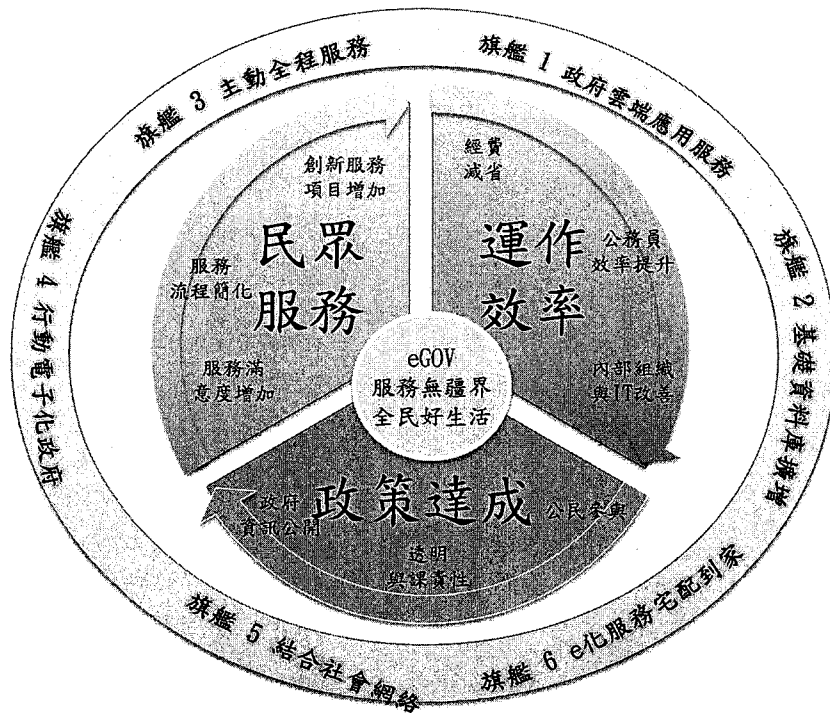 旗艦 3 主動全程服務
旗艦 1 政府雲端應用服務
旗艦 4 行動電子化政府
旗艦 2 基礎資料庫擴增
旗艦 5 結合社會網絡
旗艦 6 e化服務宅配到家
創新服務
項目增加
民眾
服務
服務
流程簡化
服務滿
意度增加
經費
減省
運作
效率
公務員
效率提升
內部組織
與IT改善
eGOV
服務無疆界
全民好生活
政策達成
政府
資訊公開
透明
與課責性
公民參與